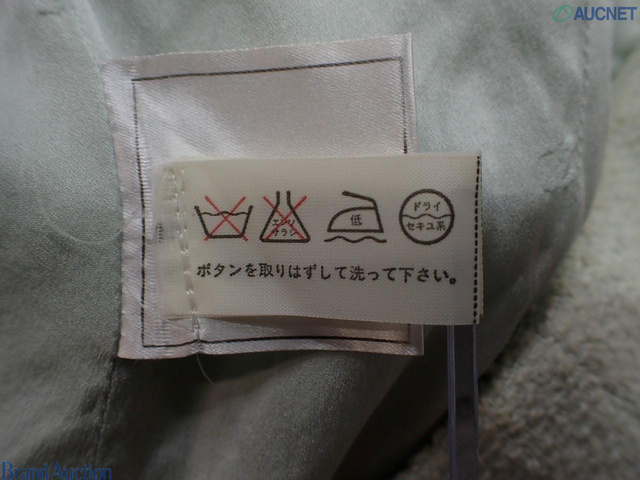 AUCNET
エンソ
サラシ
低
ドライ
セキユ系
ボタンを取りはずして洗って下さい。
Brand Auction